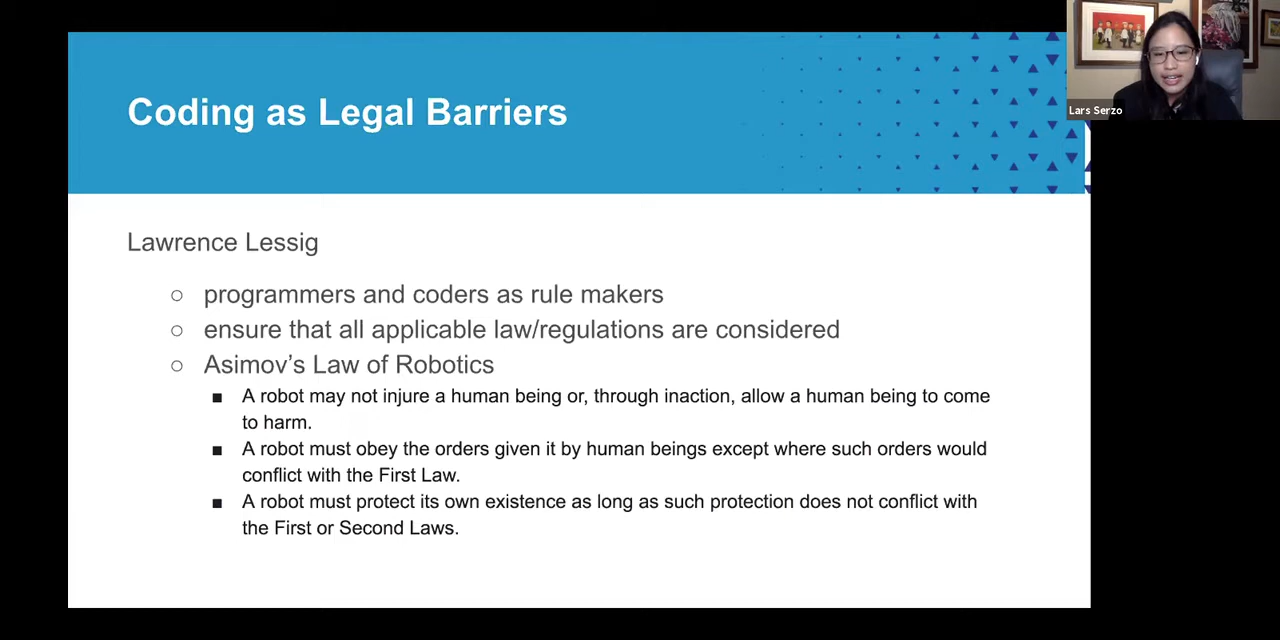 Coding as Legal Barriers
Lars Serzo
Lawrence Lessig
○ programmers and coders as rule makers
○ ensure that all applicable law/regulations are considered
○ Asimov’s Law of Robotics
■ A robot may not injure a human being or, through inaction, allow a human being to come
to harm.
■ A robot must obey the orders given it by human beings except where such orders would
conflict with the First Law.
■ A robot must protect its own existence as long as such protection does not conflict with
the First or Second Laws.